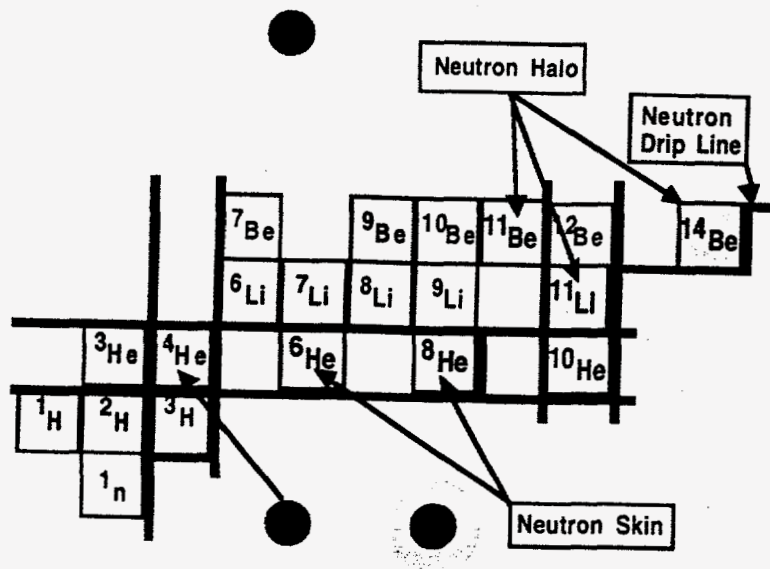 Neutron Halo
Neutron
Drip Line
7Be 9Be 10Be 11Be 12Be 14Be
6Li 7Li 8Li 9Li 11Li
3He 4He 6He 8He 10He
1H 2H 3H
1n
Neutron Skin